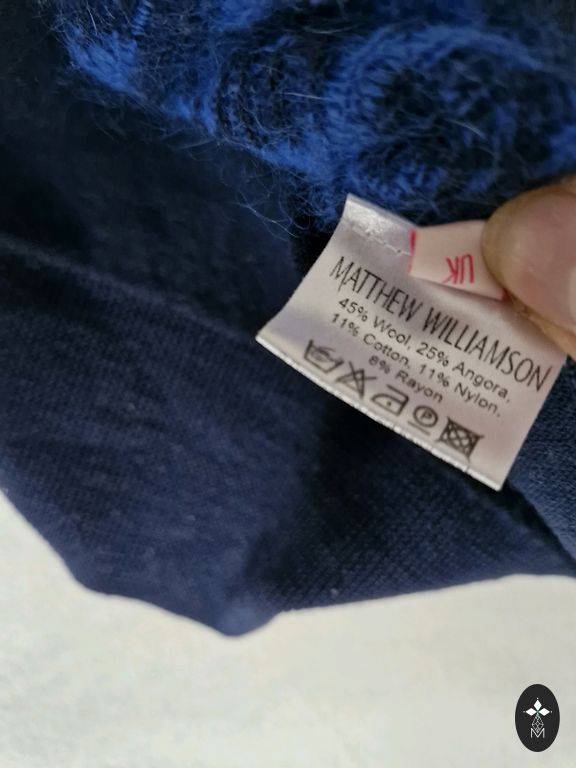 UK
MATTHEW WILLIAMSON
45% Wool, 25% Angora,
11% Cotton, 11% Nylon.
8% Rayon
P
M